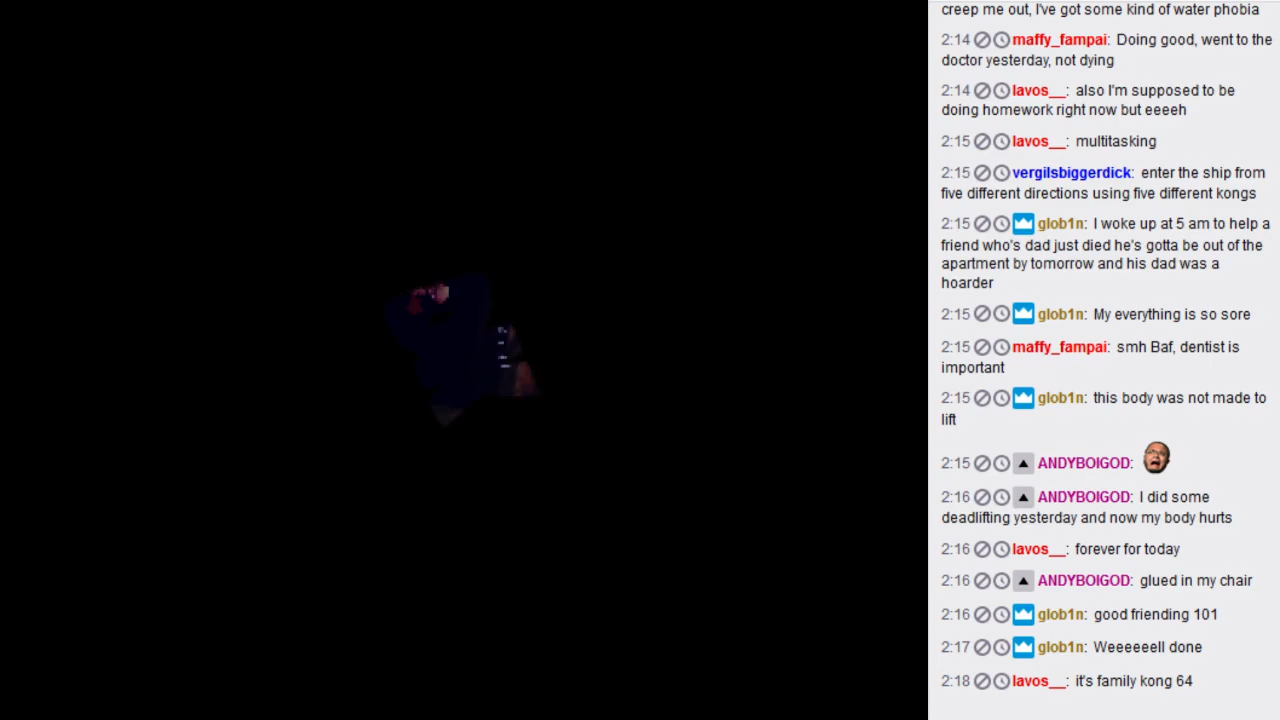 creep me out, I've got some kind of water phobia
2:14 maffy_fampai: Doing good, went to the
doctor yesterday, not dying
2:14 lavos__: also I'm supposed to be
doing homework right now but eeeeh
2:15 lavos__: multitasking
2:15 vergilsbiggerdick: enter the ship from
five different directions using five different kongs
2:15 glob1n: I woke up at 5 am to help a
friend who's dad just died he's gotta be out of the
apartment by tomorrow and his dad was a
hoarder
2:15 glob1n: My everything is so sore
2:15 maffy_fampai: smh Baf, dentist is
important
2:15 glob1n: this body was not made to
lift
2:15 ANDYBOIGOD:
2:16 ANDYBOIGOD: I did some
deadlifting yesterday and now my body hurts
2:16 lavos__: forever for today
2:16 ANDYBOIGOD: glued in my chair
2:16 glob1n: good friending 101
2:17 glob1n: Weeeeeell done
2:18 lavos__: it's family kong 64